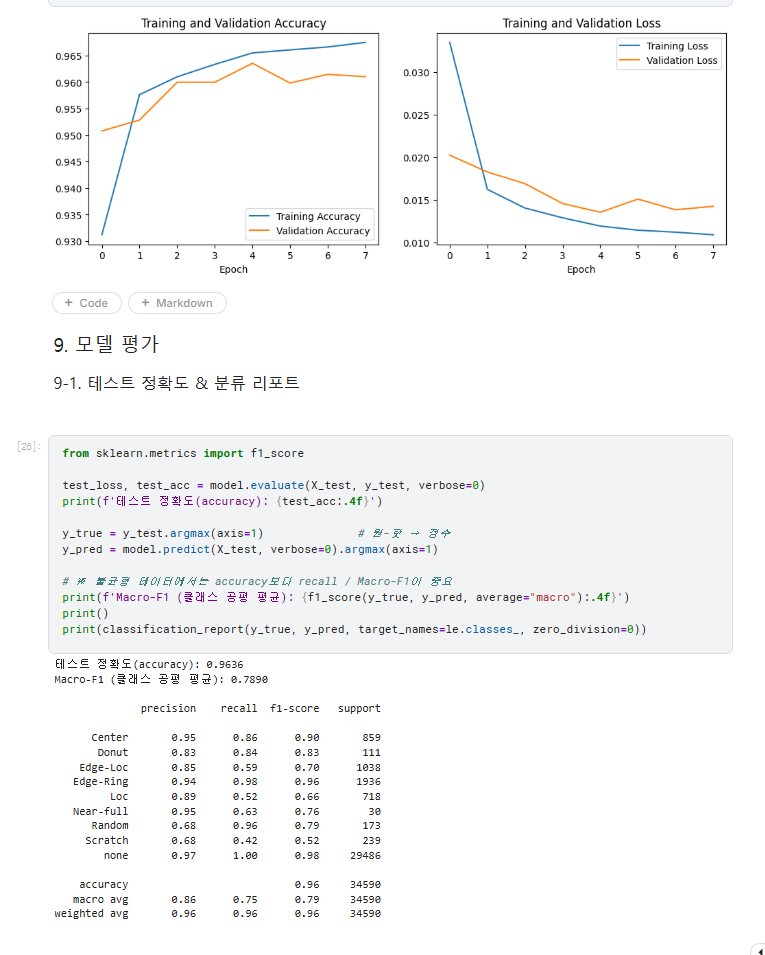 Training and Validation Accuracy
0.965
0.960
0.955
0.950
0.945
0.940
0.935
0.930
Training Accuracy
Validation Accuracy
0 1 2 3 4 5 6 7
Epoch
Training and Validation Loss
Training Loss
Validation Loss
0.030
0.025
0.020
0.015
0.010
0 1 2 3 4 5 6 7
Epoch
+ Code + Markdown
9. 모델 평가
9-1. 테스트 정확도 & 분류 리포트
[26]:
from sklearn.metrics import f1_score
test_loss, test_acc = model.evaluate(X_test, y_test, verbose=0)
print(f'테스트 정확도(accuracy): {test_acc:.4f}')
y_true = y_test.argmax(axis=1) # 원-핫 → 정수
y_pred = model.predict(X_test, verbose=0).argmax(axis=1)
# ※ 불균형 데이터에서는 accuracy보다 recall / Macro-F1이 중요
print(f'Macro-F1 (클래스 공평 평균): {f1_score(y_true, y_pred, average="macro"):.4f}')
print()
print(classification_report(y_true, y_pred, target_names=le.classes_, zero_division=0))
테스트 정확도(accuracy): 0.9636
Macro-F1 (클래스 공평 평균): 0.7890
precision recall f1-score support
Center 0.95 0.86 0.90 859
Donut 0.83 0.84 0.83 111
Edge-Loc 0.85 0.59 0.70 1038
Edge-Ring 0.94 0.98 0.96 1936
Loc 0.89 0.52 0.66 718
Near-full 0.95 0.63 0.76 30
Random 0.68 0.96 0.79 173
Scratch 0.68 0.42 0.52 239
none 0.97 1.00 0.98 29486
accuracy 0.96 34590
macro avg 0.86 0.75 0.79 34590
weighted avg 0.96 0.96 0.96 34590